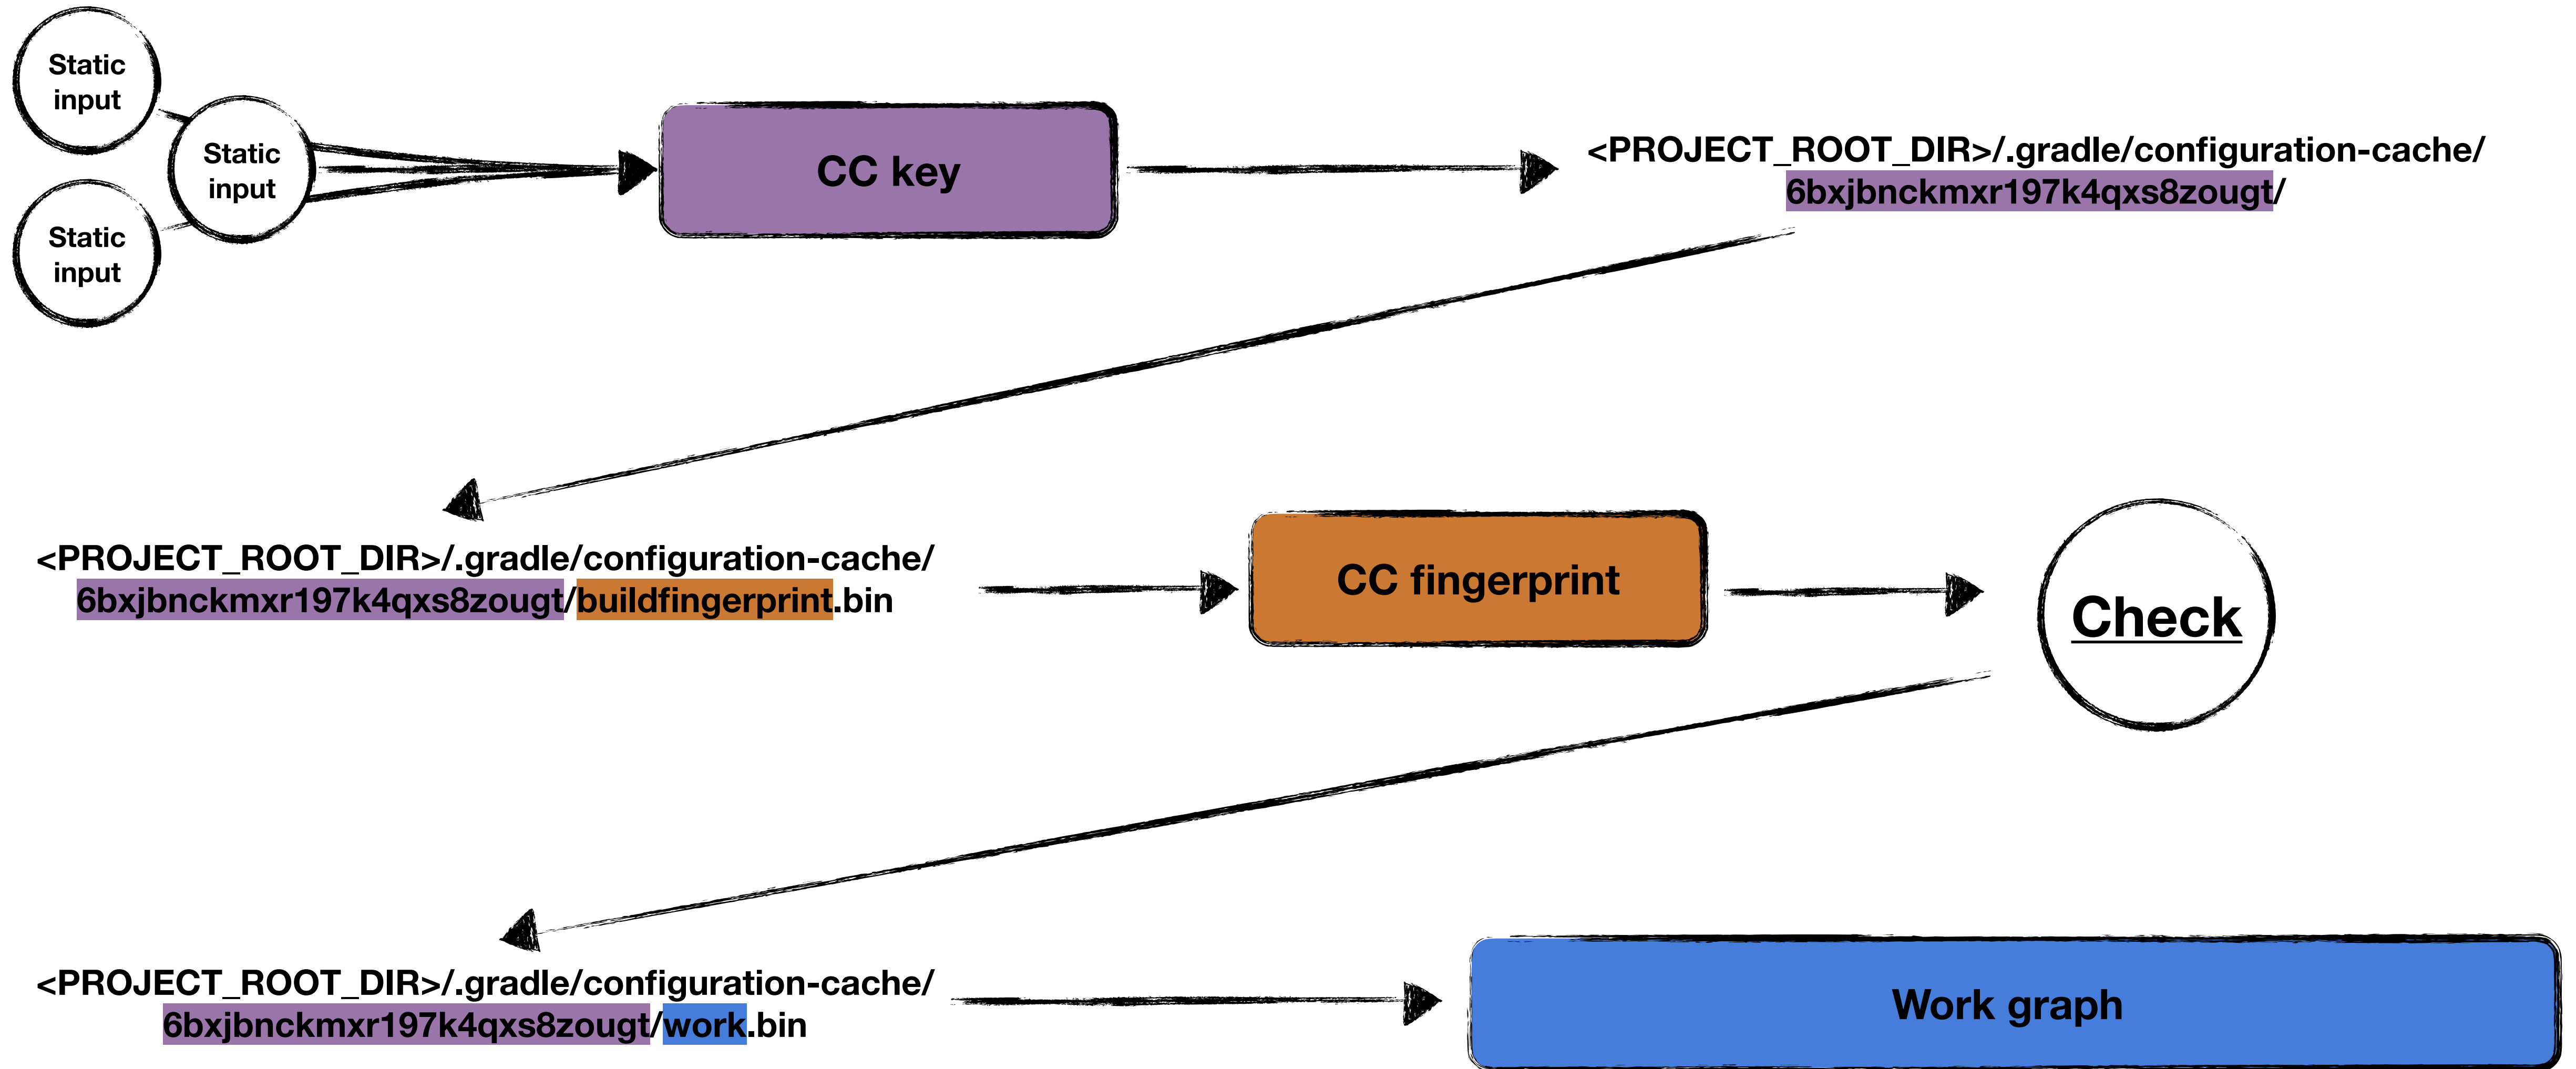 Static
input
Static
input
Static
input
CC key
<PROJECT_ROOT_DIR>/.gradle/configuration-cache/
6bxjbnckmxr197k4qxs8zougt/
<PROJECT_ROOT_DIR>/.gradle/configuration-cache/
6bxjbnckmxr197k4qxs8zougt/buildfingerprint.bin
CC fingerprint
Check
<PROJECT_ROOT_DIR>/.gradle/configuration-cache/
6bxjbnckmxr197k4qxs8zougt/work.bin
Work graph